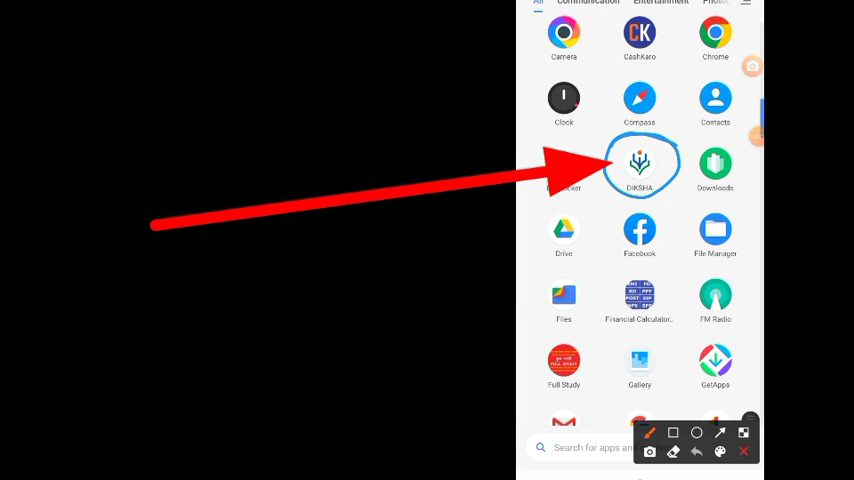 All Communication Entertainment
Camera CashKaro Chrome
Clock Compass Contacts
DIKSHA Downloads
Drive Facebook File Manager
Files Financial Calculator.. FM Radio
Full Study Gallery GetApps
Search for apps and